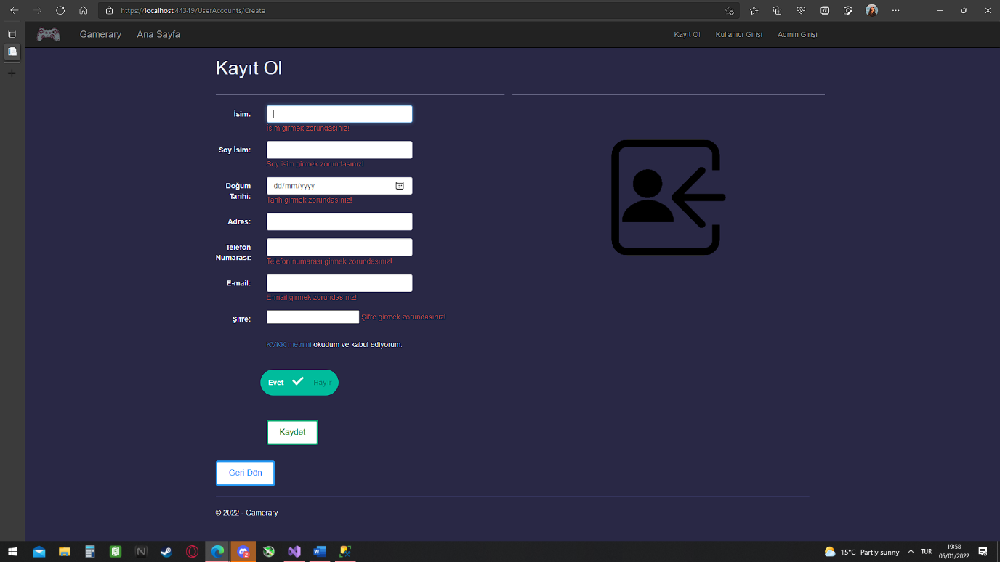 https://localhost:44349/UserAccounts/Create
Gamerary
Ana Sayfa
Kayıt Ol
Kullanıcı Girişi
Admin Girişi
Kayıt Ol
İsim:
İsim girmek zorundasınız!
Soy İsim:
Soy isim girmek zorundasınız!
Doğum
Tarihi:
dd/mm/yyyy
Tarih girmek zorundasınız!
Adres:
Telefon
Numarası:
Telefon numarası girmek zorundasınız!
E-mail:
E-mail girmek zorundasınız!
Şifre:
Şifre girmek zorundasınız!
KVKK metnini okudum ve kabul ediyorum.
Evet
Hayır
Kaydet
Geri Dön
© 2022 - Gamerary
2
15°C Partly sunny
TUR
19:58
05/01/2022